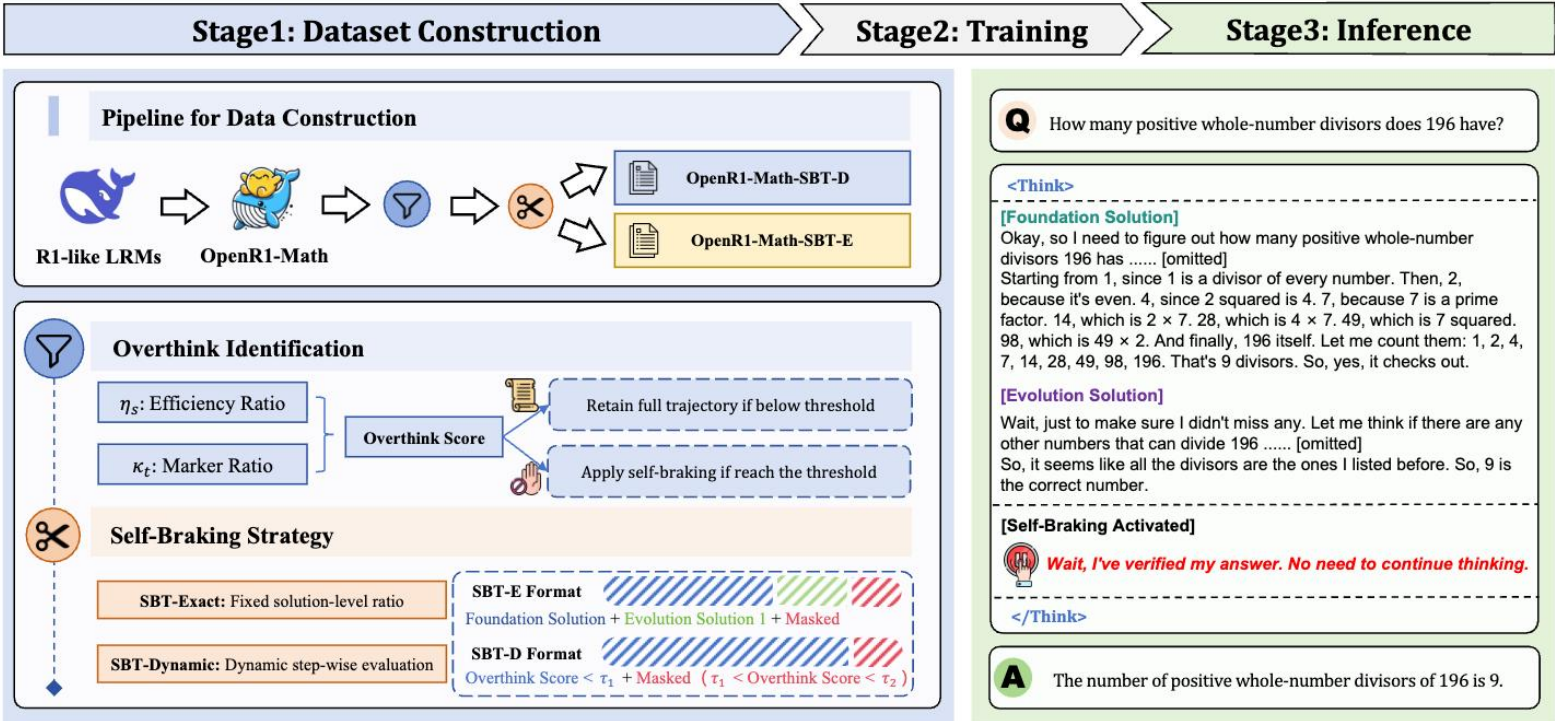 Stage1: Dataset Construction
Stage2: Training
Stage3: Inference
Pipeline for Data Construction
R1-like LRMs
OpenR1-Math
OpenR1-Math-SBT-D
OpenR1-Math-SBT-E
Overthink Identification
ηs: Efficiency Ratio
κt: Marker Ratio
Overthink Score
Retain full trajectory if below threshold
Apply self-braking if reach the threshold
Self-Braking Strategy
SBT-Exact: Fixed solution-level ratio
SBT-Dynamic: Dynamic step-wise evaluation
SBT-E Format
Foundation Solution + Evolution Solution 1 + Masked
SBT-D Format
Overthink Score < τ1 + Masked (τ1 < Overthink Score < τ2)
Q How many positive whole-number divisors does 196 have?
<Think>
[Foundation Solution]
Okay, so I need to figure out how many positive whole-number
divisors 196 has ...... [omitted]
Starting from 1, since 1 is a divisor of every number. Then, 2,
because it's even. 4, since 2 squared is 4. 7, because 7 is a prime
factor. 14, which is 2 × 7. 28, which is 4 × 7. 49, which is 7 squared.
98, which is 49 × 2. And finally, 196 itself. Let me count them: 1, 2, 4,
7, 14, 28, 49, 98, 196. That's 9 divisors. So, yes, it checks out.
[Evolution Solution]
Wait, just to make sure I didn't miss any. Let me think if there are any
other numbers that can divide 196 ...... [omitted]
So, it seems like all the divisors are the ones I listed before. So, 9 is
the correct number.
[Self-Braking Activated]
Wait, I've verified my answer. No need to continue thinking.
</Think>
A The number of positive whole-number divisors of 196 is 9.